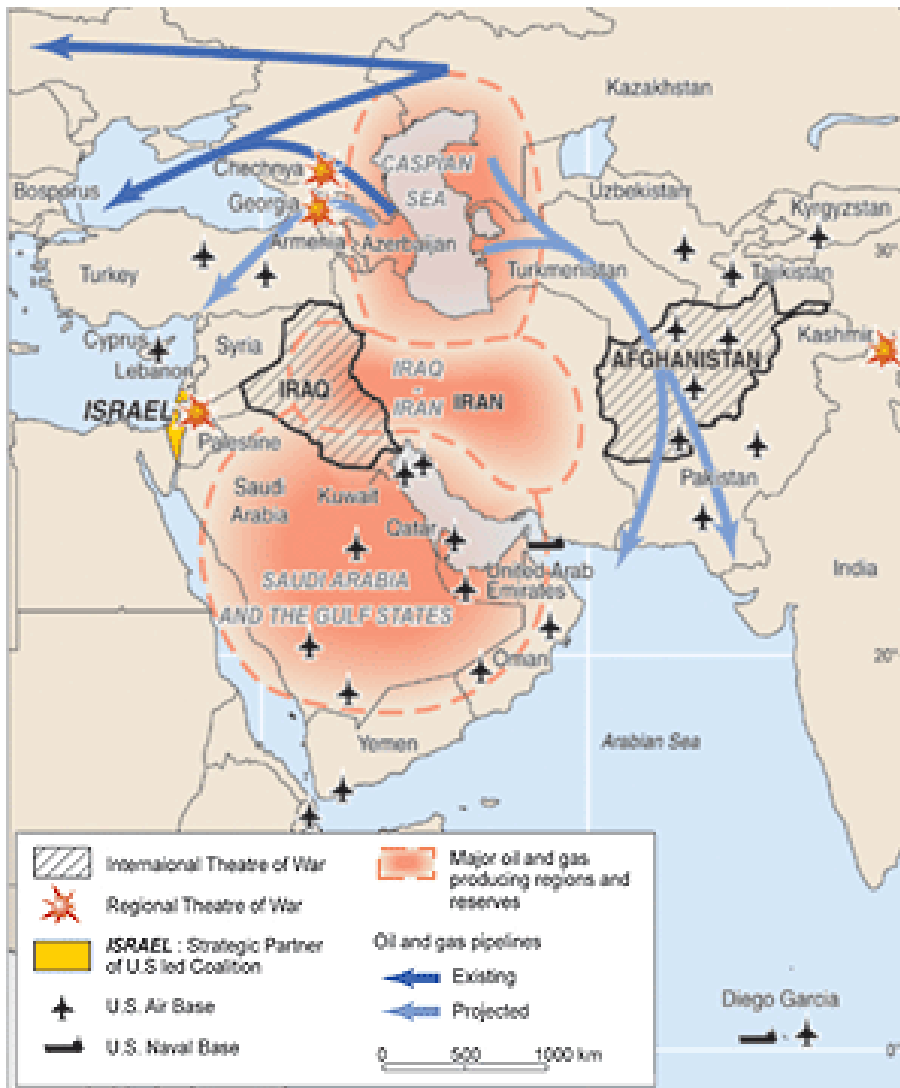 Kazakhstan
CASPIAN
SEA
Chechnya
Bosporus
Georgia
Uzbekistan
Kyrgyzstan
Armenia
Azerbaijan
30°
Turkey
Turkmenistan
Tajikistan
Cyprus
Syria
Kashmir
Lebanon
AFGHANISTAN
IRAQ
IRAQ
-
IRAN
IRAN
ISRAEL
Palestine
Pakistan
Saudi
Arabia
Kuwait
Qatar
India
SAUDI ARABIA
AND THE GULF STATES
United Arab
Emirates
Oman
20°
Yemen
Arabian Sea
Internaional Theatre of War
Regional Theatre of War
ISRAEL : Strategic Partner
of U.S led Coalition
U.S. Air Base
U.S. Naval Base
Major oil and gas
producing regions and
reserves
Oil and gas pipelines
Existing
Projected
0 500 1000 km
Diego Garcia
0°